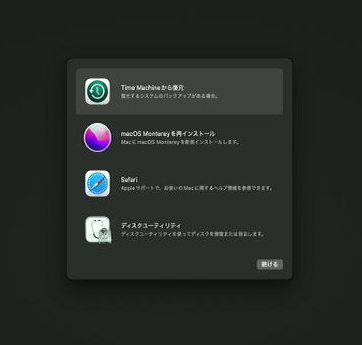 Time Machineから復元
復元するシステムのバックアップがある場合。
macOS Montereyを再インストール
MacにmacOS Montereyを新規インストールします。
Safari
Appleサポートで、お使いのMacに関するヘルプ情報を参照できます。
ディスクユーティリティ
ディスクユーティリティを使ってディスクを修復または消去します。
続ける